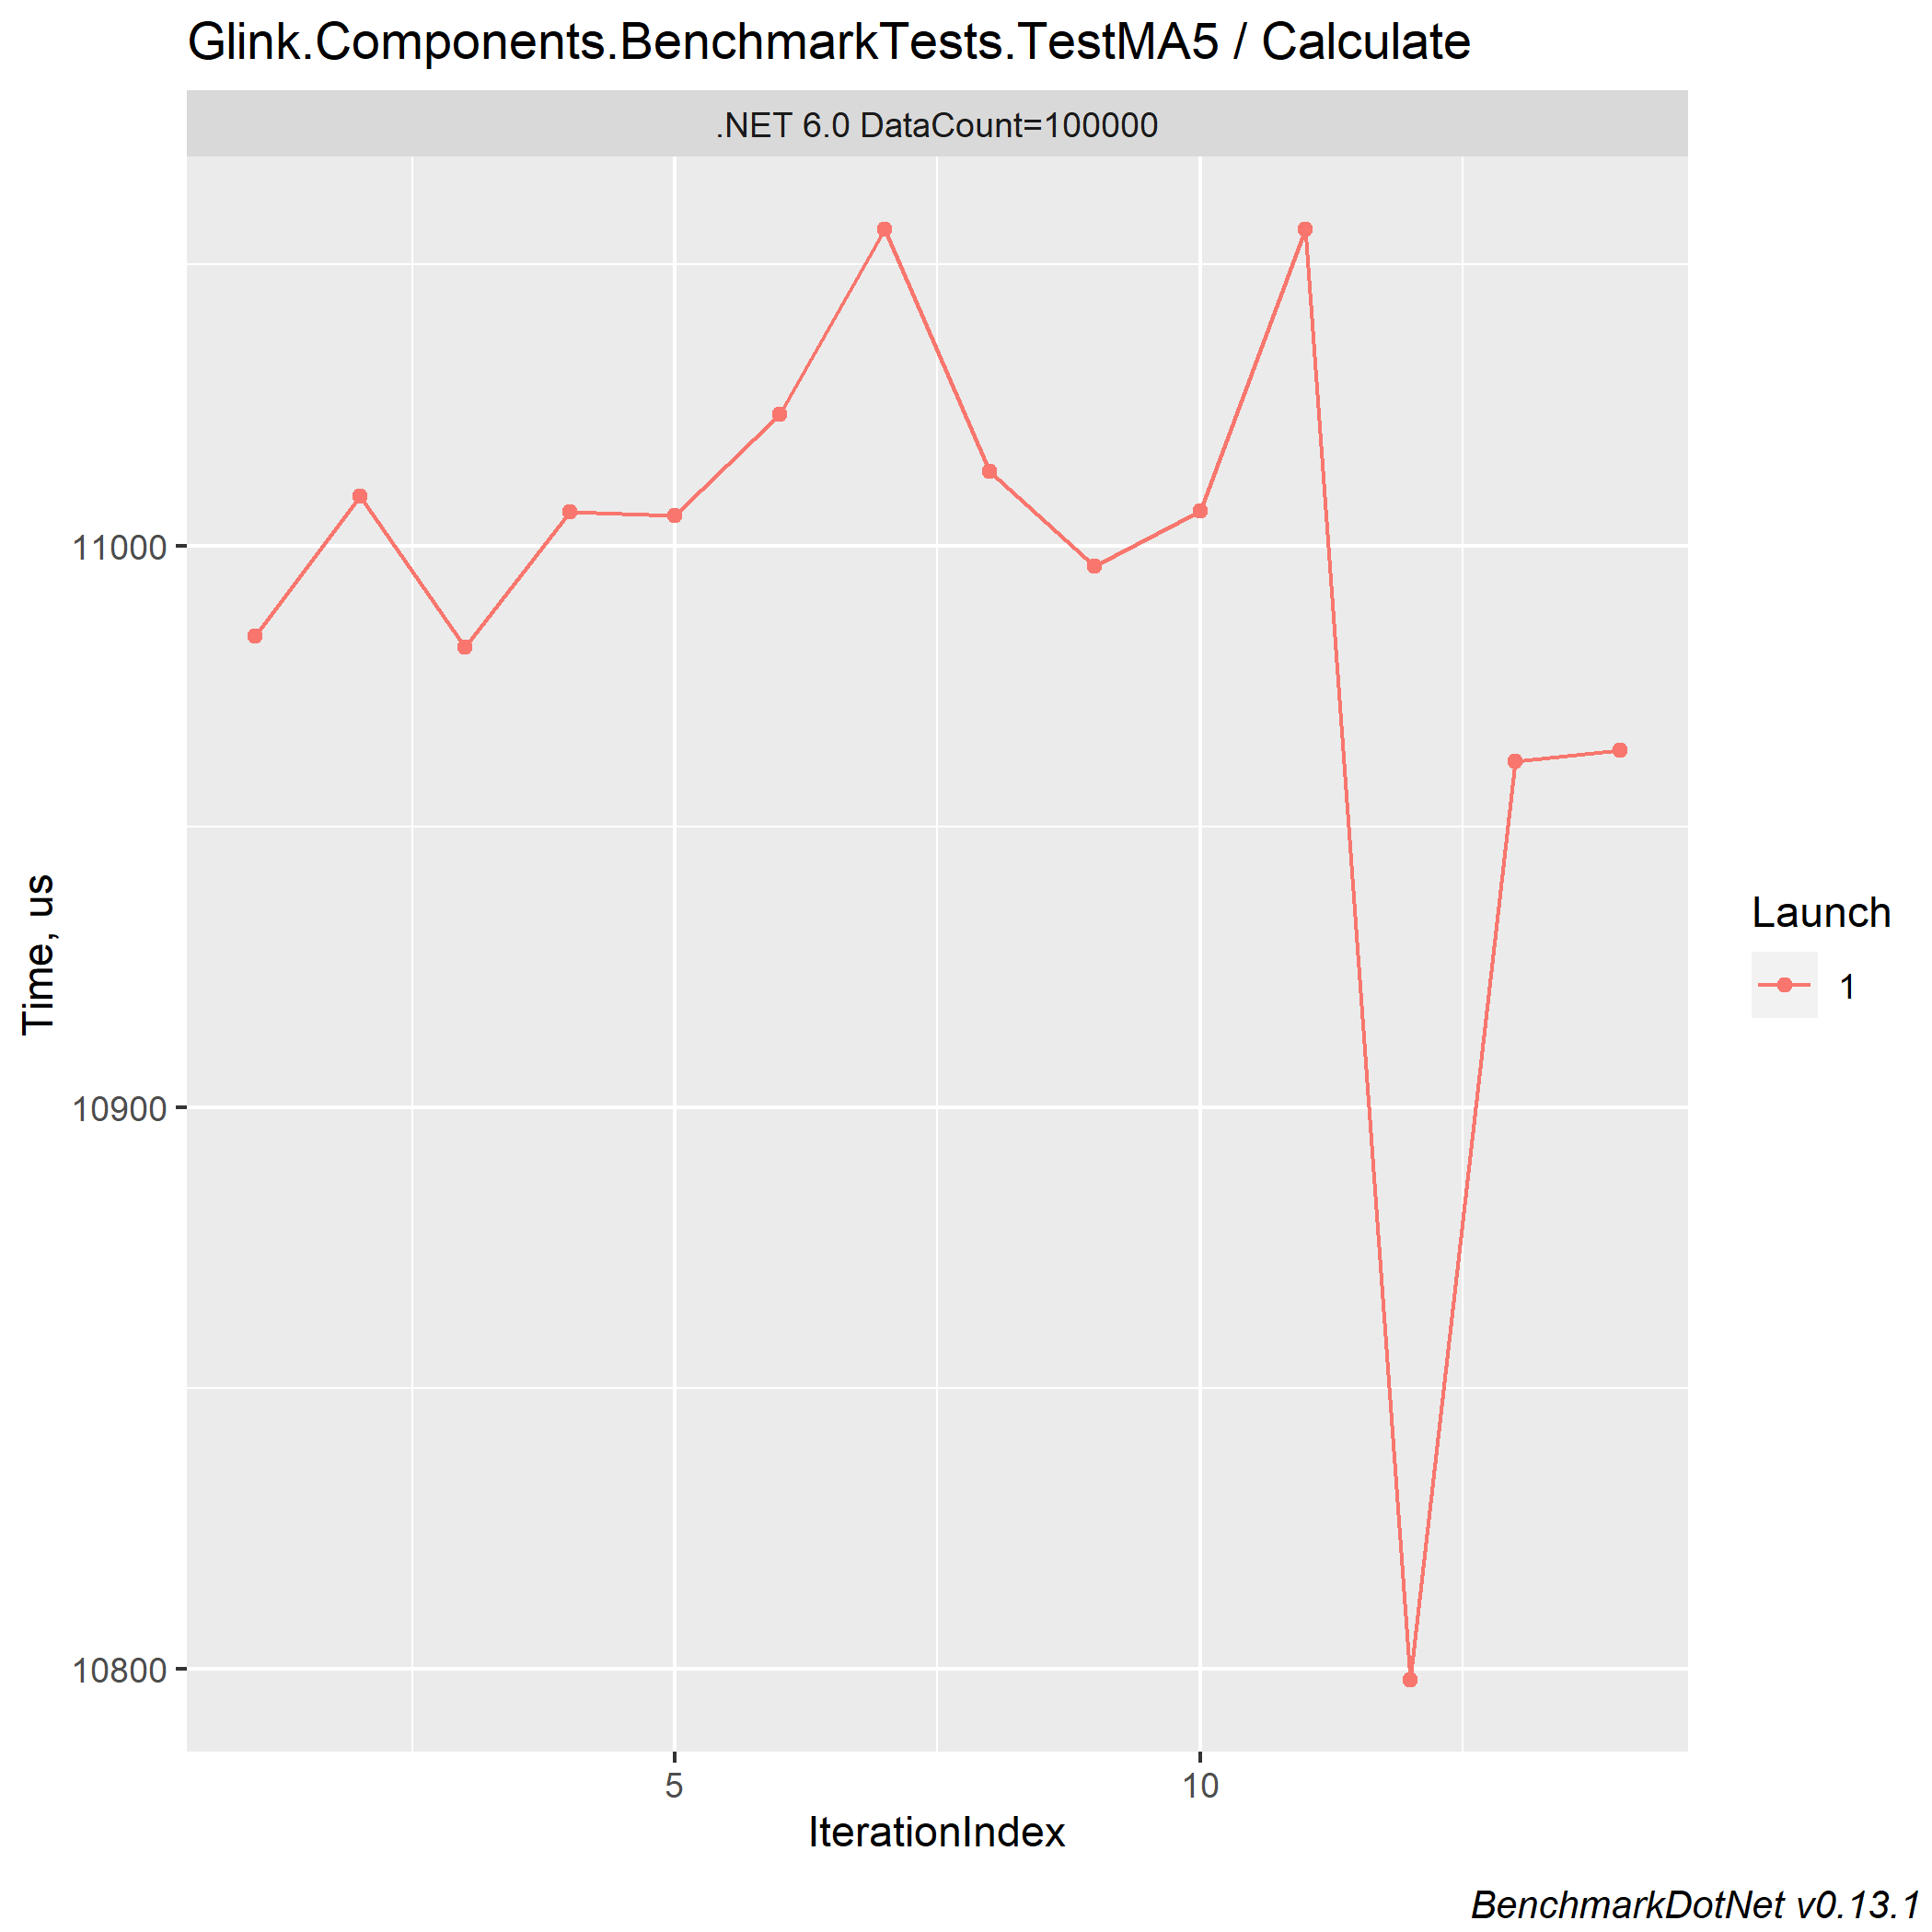 Glink.Components.BenchmarkTests.TestMA5 / Calculate
.NET 6.0 DataCount=100000
11000
10900
10800
Time, us
5
10
IterationIndex
Launch
1
BenchmarkDotNet v0.13.1